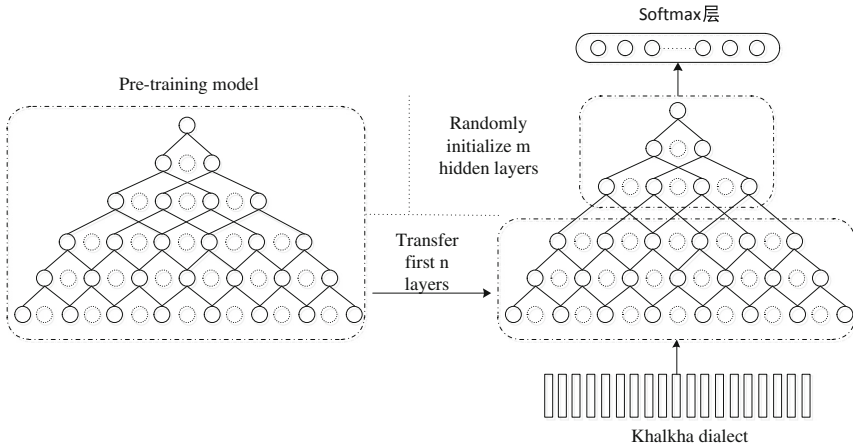 Softmax层
Pre-training model
Randomly
initialize m
hidden layers
Transfer
first n
layers
Khalkha dialect